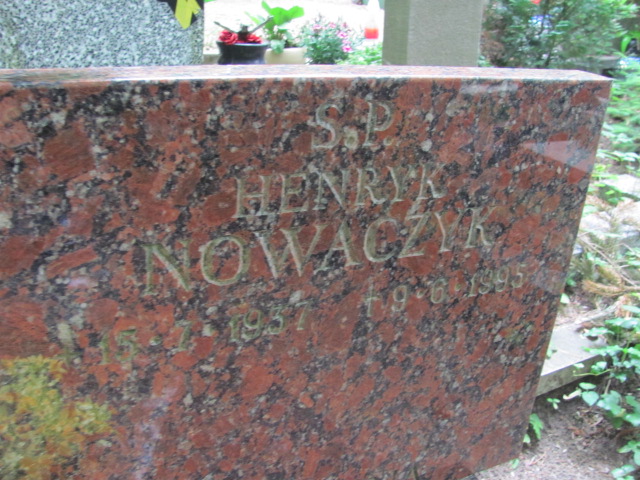 Ś.P.
HENRYK
NOWACZYK
* 15·7·1937 †9·6·1995